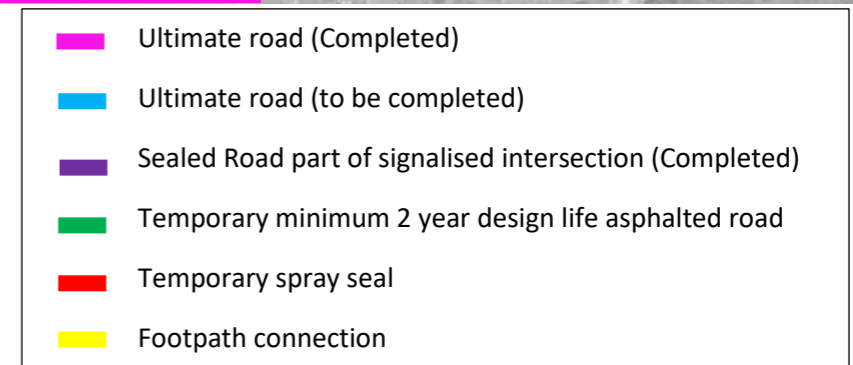 Ultimate road (Completed)
Ultimate road (to be completed)
Sealed Road part of signalised intersection (Completed)
Temporary minimum 2 year design life asphalted road
Temporary spray seal
Footpath connection